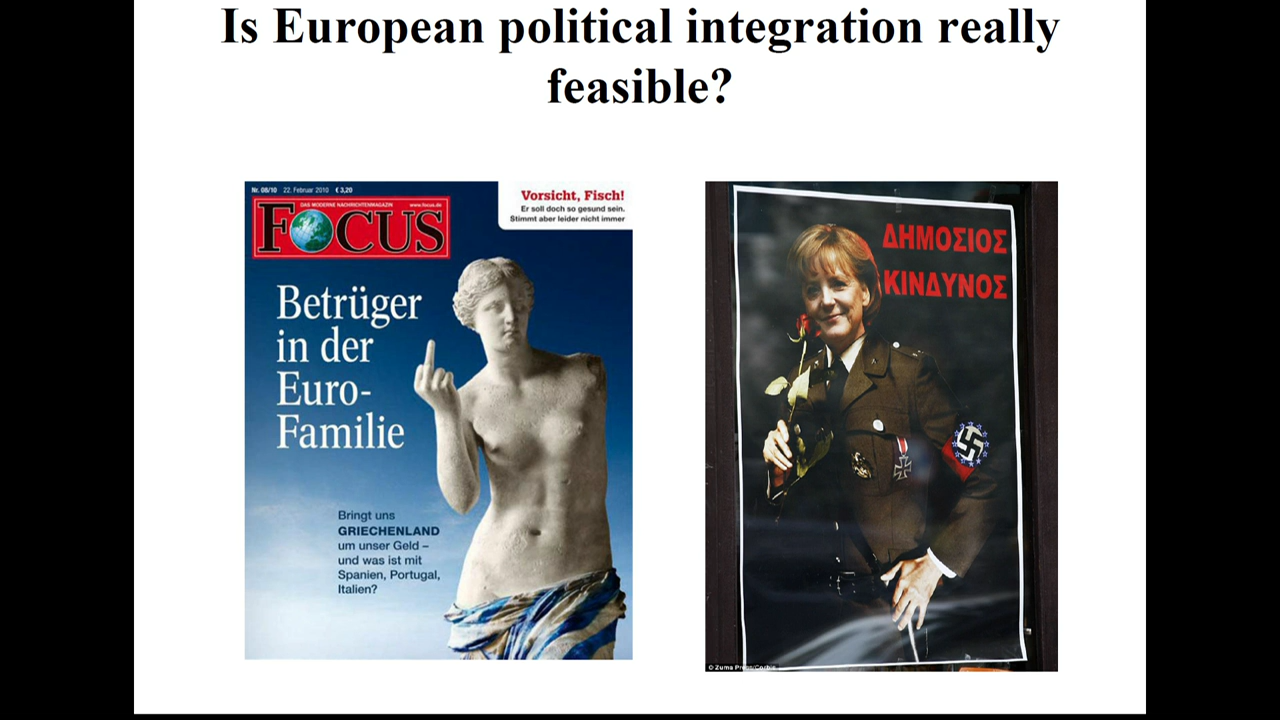 Is European political integration really
feasible?
Nr. 08/10 22. Februar 2010 € 3,20
DAS MODERNE NACHRICHTENMAGAZIN www.focus.de
FOCUS
Vorsicht, Fisch!
Er soll doch so gesund sein.
Stimmt aber leider nicht immer
Betrüger
in der
Euro-
Familie
Bringt uns
GRIECHENLAND
um unser Geld –
und was ist mit
Spanien, Portugal,
Italien?
ΔΗΜΟΣΙΟΣ
ΚΙΝΔΥΝΟΣ
© Zuma Press/Corbis